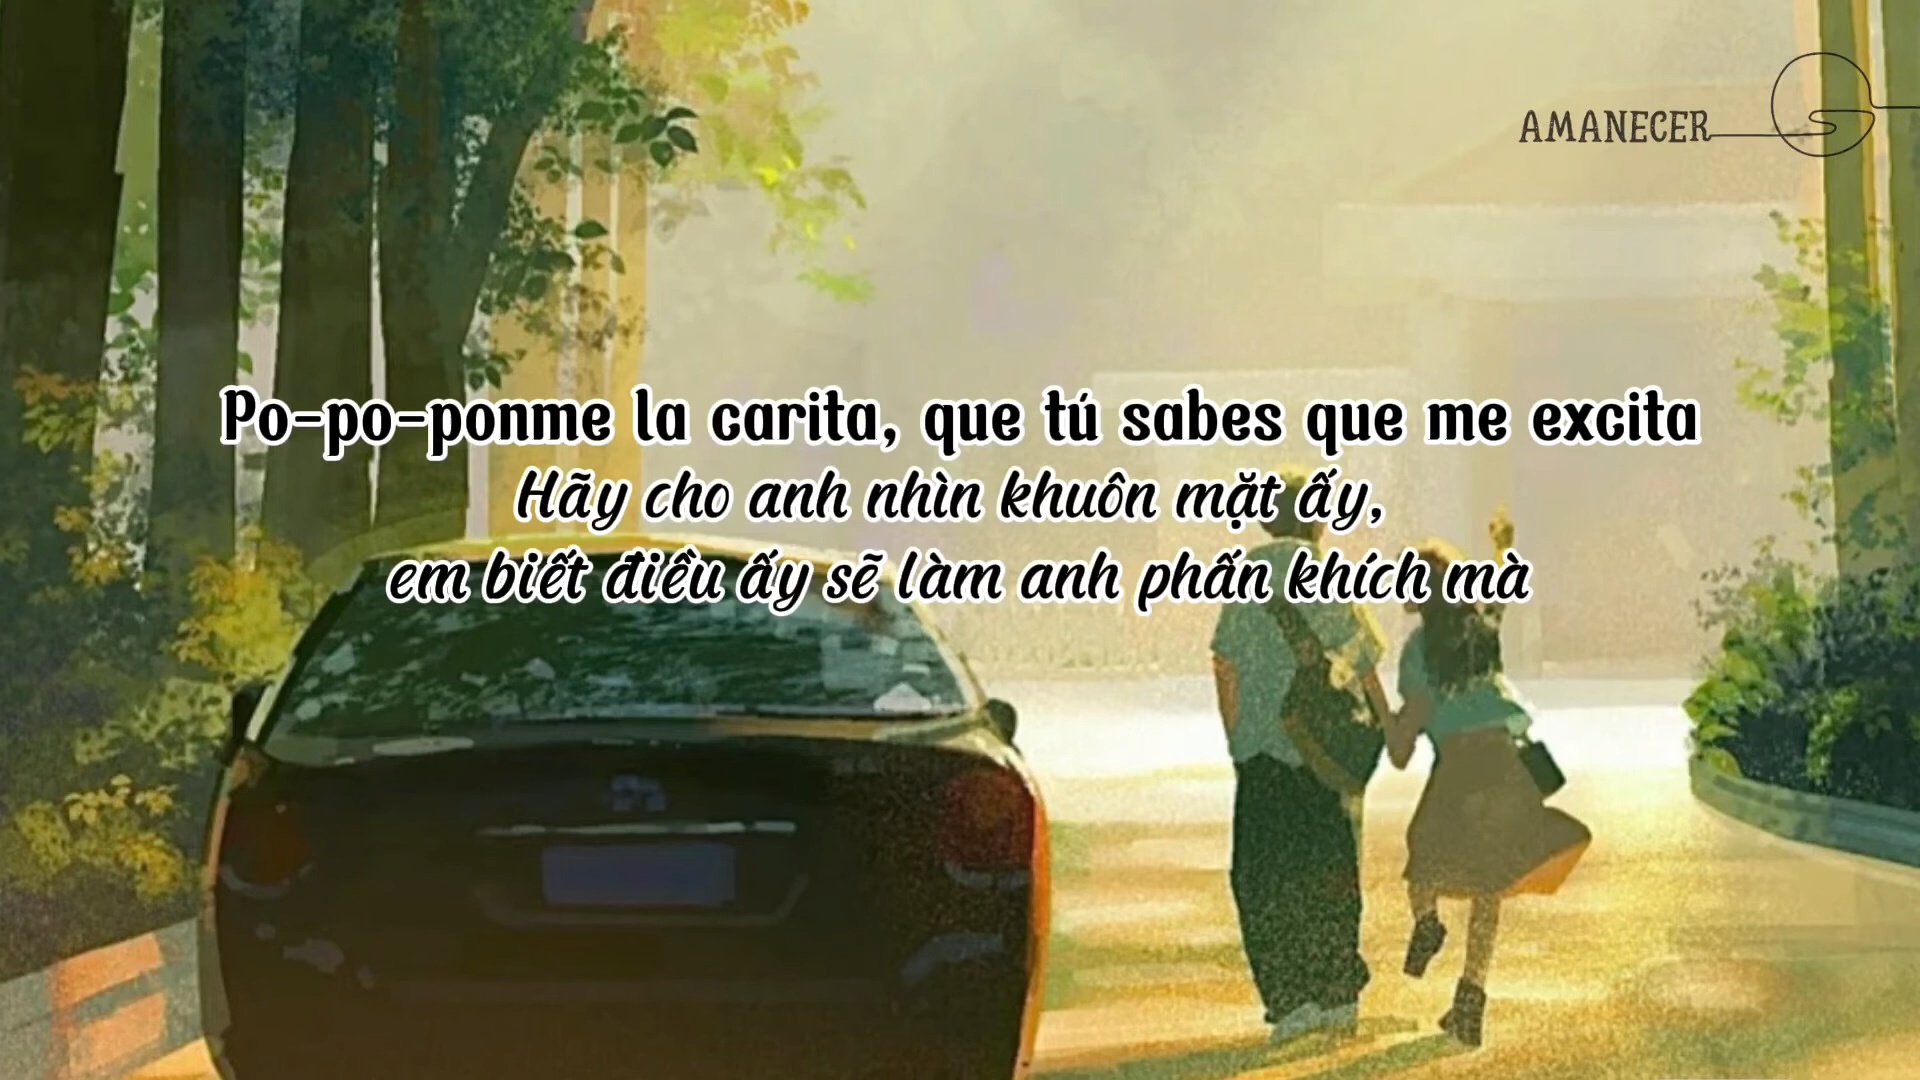 AMANECER
Po-po-ponme la carita, que tú sabes que me excita
Hãy cho anh nhìn khuôn mặt ấy,
em biết điều ấy sẽ làm anh phấn khích mà